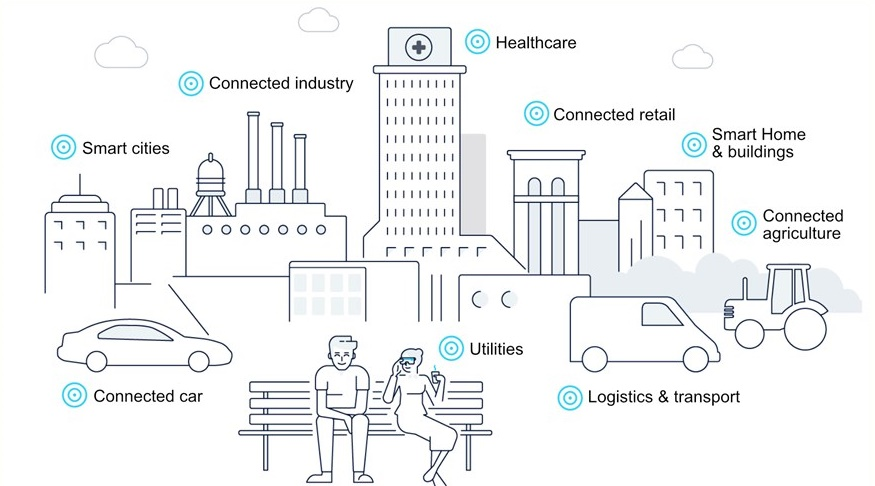 Healthcare
Connected industry
Connected retail
Smart cities
Smart Home
& buildings
Connected
agriculture
Utilities
Connected car
Logistics & transport